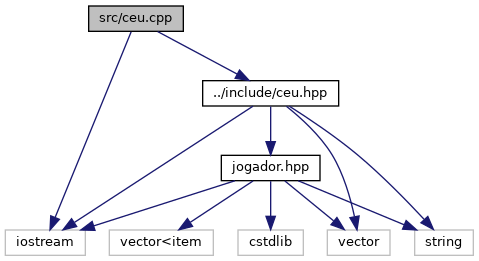 src/ceu.cpp
../include/ceu.hpp
jogador.hpp
iostream
vector<item
cstdlib
vector
string